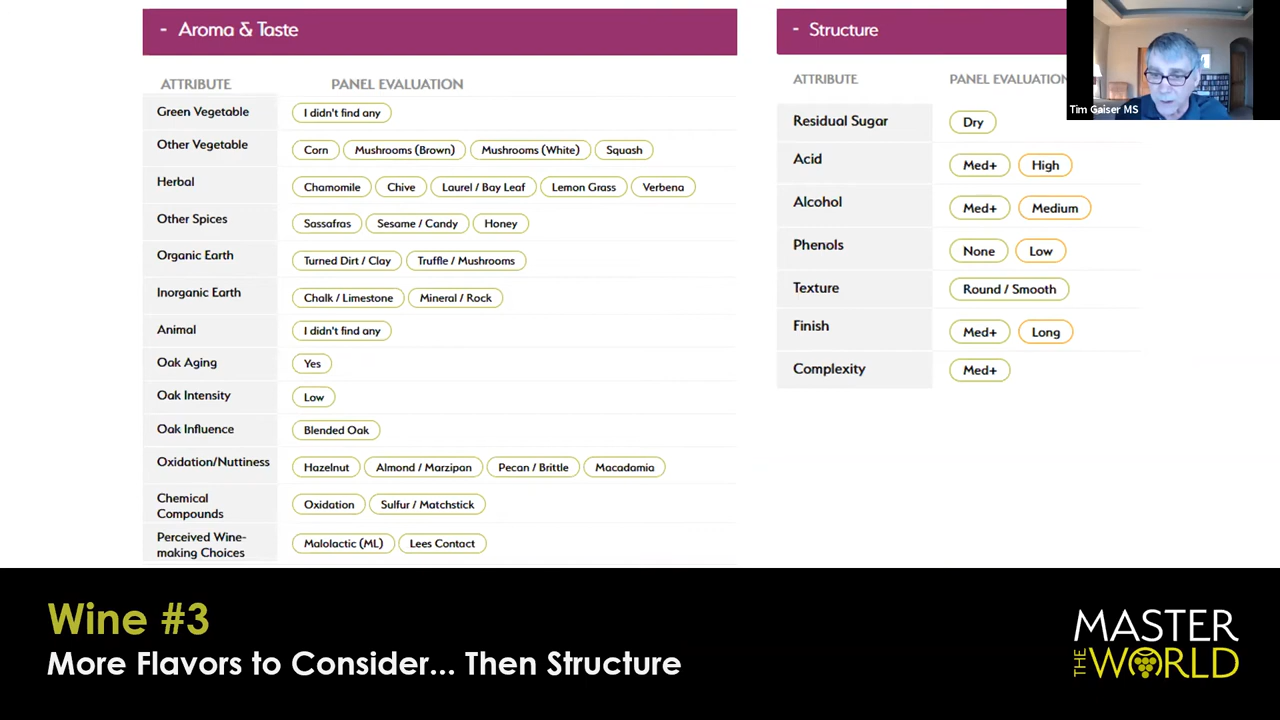 - Aroma & Taste
ATTRIBUTE PANEL EVALUATION
Green Vegetable I didn't find any
Other Vegetable Corn Mushrooms (Brown) Mushrooms (White) Squash
Herbal Chamomile Chive Laurel / Bay Leaf Lemon Grass Verbena
Other Spices Sassafras Sesame / Candy Honey
Organic Earth Turned Dirt / Clay Truffle / Mushrooms
Inorganic Earth Chalk / Limestone Mineral / Rock
Animal I didn't find any
Oak Aging Yes
Oak Intensity Low
Oak Influence Blended Oak
Oxidation/Nuttiness Hazelnut Almond / Marzipan Pecan / Brittle Macadamia
Chemical
Compounds Oxidation Sulfur / Matchstick
Perceived Wine-
making Choices Malolactic (ML) Lees Contact
- Structure
ATTRIBUTE PANEL EVALUATION
Residual Sugar Dry
Acid Med+ High
Alcohol Med+ Medium
Phenols None Low
Texture Round / Smooth
Finish Med+ Long
Complexity Med+
Tim Gaiser MS
Wine #3
More Flavors to Consider... Then Structure
MASTER
THE WORLD